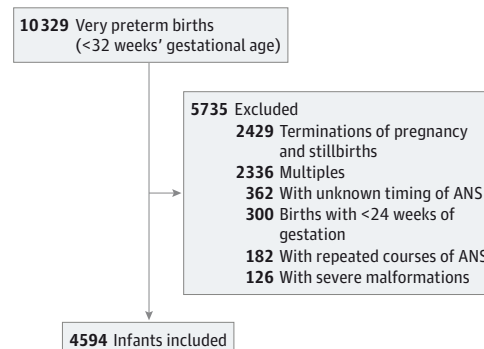 10 329 Very preterm births
(<32 weeks' gestational age)
5735 Excluded
2429 Terminations of pregnancy
and stillbirths
2336 Multiples
362 With unknown timing of ANS
300 Births with <24 weeks of
gestation
182 With repeated courses of ANS
126 With severe malformations
4594 Infants included